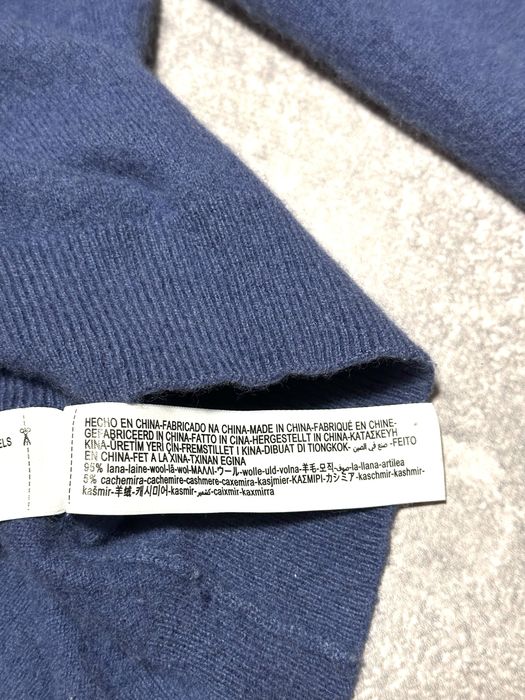 ELS
HECHO EN CHINA-FABRICADO NA CHINA-MADE IN CHINA-FABRIQUÉ EN CHINE-
GEFABRICEERD IN CHINA-FATTO IN CINA-HERGESTELLT IN CHINA-ΚΑΤΑΣΚΕΥΗ
KINA-ÜRETİM YERİ ÇİN-FREMSTILLET I KINA-DIBUAT DI TIONGKOK- صنع في الصين -FEITO
EN CHINA-FET A LA XINA-TXINAN EGINA
95% lana-laine-wool-lã-wol-ΜΑΛΛΙ-ウール-wolle-uld-volna-羊毛-모직-صوف-la-llana-artilea
5% cachemira-cachemire-cashmere-caxemira-kasjmier-ΚΑΣΜΙΡΙ-カシミア-kaschmir-kashmir-
kašmir-羊绒-캐시미어-kasmir-كشمير-caixmir-kaxmirra